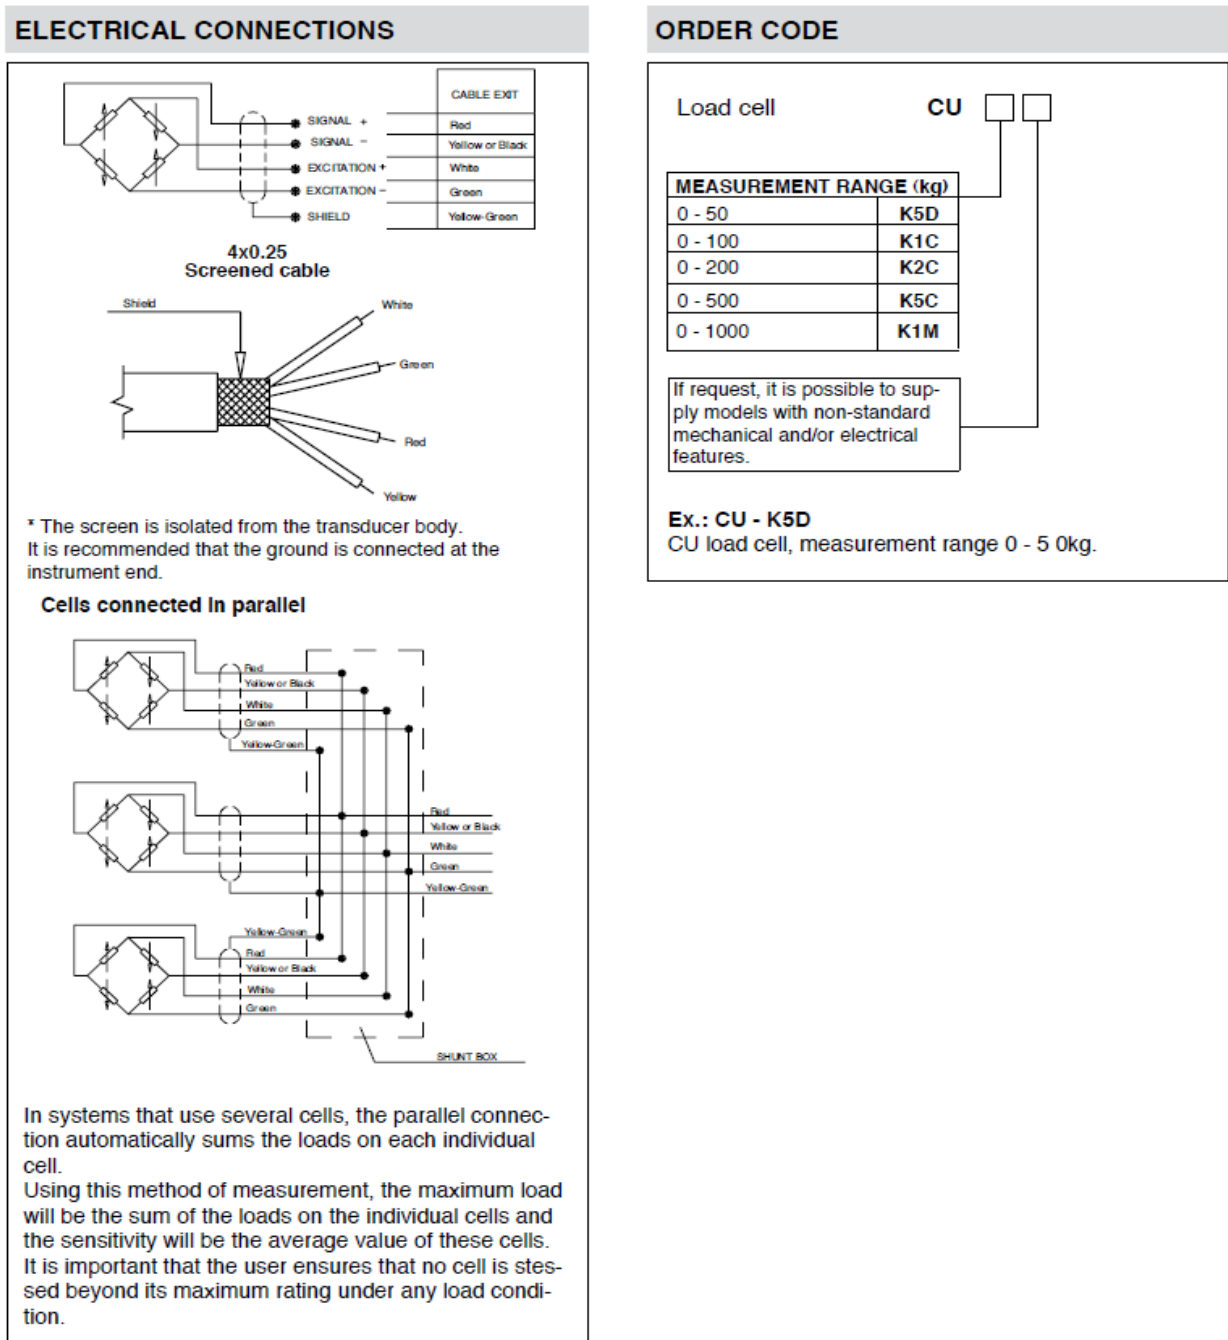 ELECTRICAL CONNECTIONS
CABLE EXIT
SIGNAL + Red
SIGNAL - Yellow or Black
EXCITATION + White
EXCITATION - Green
SHIELD Yellow-Green
4x0.25
Screened cable
Shield
White
Green
Red
Yellow
* The screen is isolated from the transducer body.
It is recommended that the ground is connected at the
instrument end.
Cells connected in parallel
Red
Yellow or Black
White
Green
Yellow-Green
Red
Yellow or Black
White
Green
Yellow-Green
Yellow-Green
Red
Yellow or Black
White
Green
SHUNT BOX
In systems that use several cells, the parallel connec-
tion automatically sums the loads on each individual
cell.
Using this method of measurement, the maximum load
will be the sum of the loads on the individual cells and
the sensitivity will be the average value of these cells.
It is important that the user ensures that no cell is stes-
sed beyond its maximum rating under any load condi-
tion.
ORDER CODE
Load cell CU
MEASUREMENT RANGE (kg)
0 - 50 K5D
0 - 100 K1C
0 - 200 K2C
0 - 500 K5C
0 - 1000 K1M
If request, it is possible to sup-
ply models with non-standard
mechanical and/or electrical
features.
Ex.: CU - K5D
CU load cell, measurement range 0 - 5 0kg.